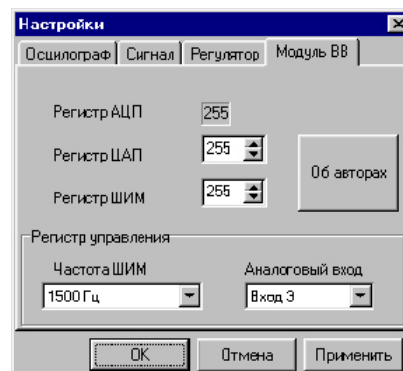 Настройки
Осцилограф Сигнал Регулятор Модуль ВВ
Регистр АЦП 255
Регистр ЦАП 255
Регистр ШИМ 255
Об авторах
Регистр управления
Частота ШИМ Аналоговый вход
1500 Гц Вход 3
OK Отмена Применить